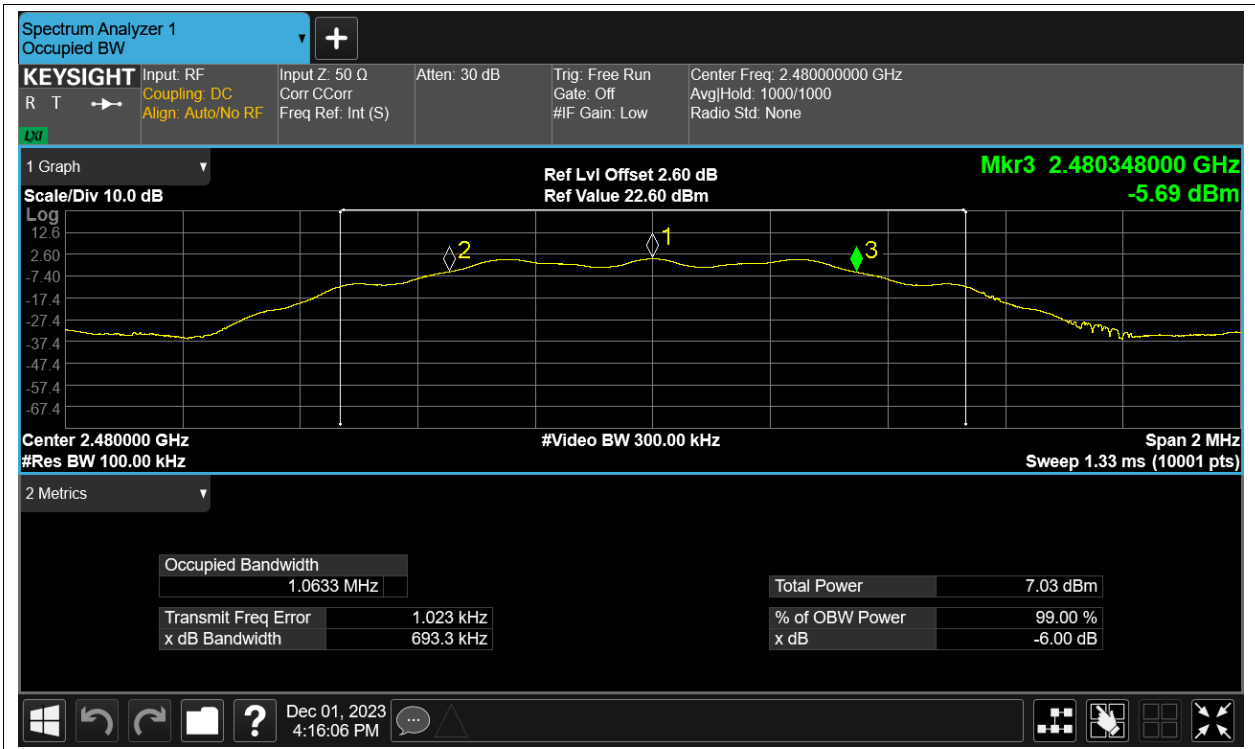 Spectrum Analyzer 1
Occupied BW
KEYSIGHT
R T
LXI
Input: RF
Coupling: DC
Align: Auto/No RF
Input Z: 50 Ω
Corr CCorr
Freq Ref: Int (S)
Atten: 30 dB
Trig: Free Run
Gate: Off
#IF Gain: Low
Center Freq: 2.480000000 GHz
Avg|Hold: 1000/1000
Radio Std: None
1 Graph
Scale/Div 10.0 dB
Ref Lvl Offset 2.60 dB
Ref Value 22.60 dBm
Mkr3 2.480348000 GHz
-5.69 dBm
Log
12.6
2.60
-7.40
-17.4
-27.4
-37.4
-47.4
-57.4
-67.4
2
1
3
Center 2.480000 GHz
#Res BW 100.00 kHz
#Video BW 300.00 kHz
Span 2 MHz
Sweep 1.33 ms (10001 pts)
2 Metrics
Occupied Bandwidth
1.0633 MHz
Transmit Freq Error 1.023 kHz
x dB Bandwidth 693.3 kHz
Total Power 7.03 dBm
% of OBW Power 99.00 %
x dB -6.00 dB
Dec 01, 2023
4:16:06 PM